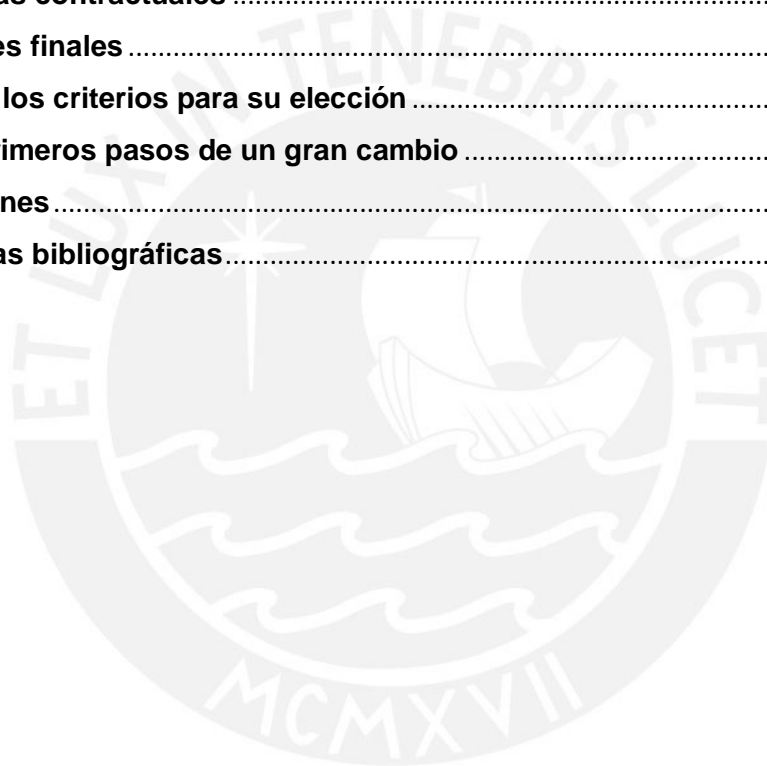 as contractuales
es finales
los criterios para su elección
rimeros pasos de un gran cambio
nes
as bibliográficas
ET LUX IN TENEBRIS LUCET
MCMXVII